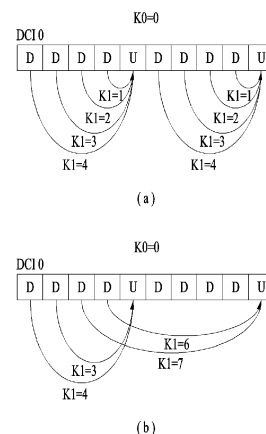 K0=0
DCI 0
D D D D U D D D D U
K1=1 K1=1
K1=2 K1=2
K1=3 K1=3
K1=4 K1=4
(a)
K0=0
DCI 0
D D D D U D D D D U
K1=6
K1=3 K1=7
K1=4
(b)